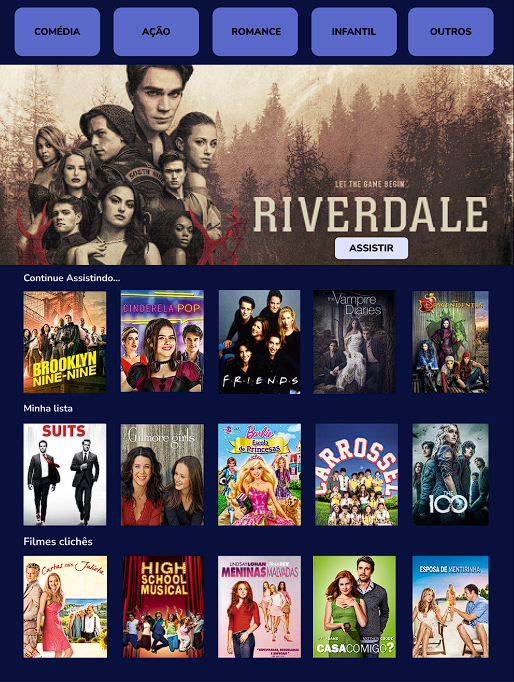 COMÉDIA
AÇÃO
ROMANCE
INFANTIL
OUTROS
LET THE GAME BEGIN
RIVERDALE
ASSISTIR
Continue Assistindo...
BROOKLYN
NINE-NINE
CINDERELA POP
F·R·I·E·N·D·S
the Vampire
Diaries
Minha lista
SUITS
Gilmore girls
Barbie
Escola
de Princesas
CARROSSEL
THE
100
Filmes clichês
Cartas para Julieta
HIGH
SCHOOL
MUSICAL
LINDSAY LOHAN
MENINAS MALVADAS
CASA COMIGO?
ESPOSA DE MENTIRINHA